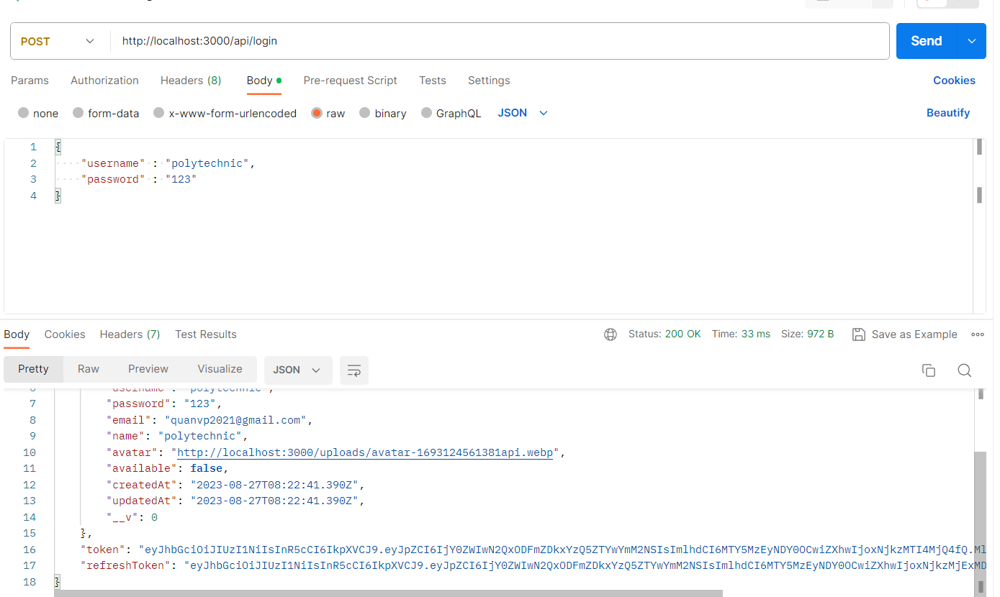 POST
http://localhost:3000/api/login
Send
Params Authorization Headers (8) Body Pre-request Script Tests Settings Cookies
none form-data x-www-form-urlencoded raw binary GraphQL JSON Beautify
1 {
2 "username" : "polytechnic",
3 "password" : "123"
4 }
Body Cookies Headers (7) Test Results Status: 200 OK Time: 33 ms Size: 972 B Save as Example
Pretty Raw Preview Visualize JSON
6 "username": "polytechnic",
7 "password": "123",
8 "email": "quanvp2021@gmail.com",
9 "name": "polytechnic",
10 "avatar": "http://localhost:3000/uploads/avatar-1693124561381api.webp",
11 "available": false,
12 "createdAt": "2023-08-27T08:22:41.390Z",
13 "updatedAt": "2023-08-27T08:22:41.390Z",
14 "__v": 0
15 },
16 "token": "eyJhbGciOiJIUzI1NiIsInR5cCI6IkpXVCJ9.eyJpZCI6IjY0ZWIwN2QxODFmZDkxYzQ5ZTYwYmM2NSIsImlhdCI6MTY5MzEyNDY0OCwiZXhwIjoxNjkzMTI4MjQ4fQ.Ml
17 "refreshToken": "eyJhbGciOiJIUzI1NiIsInR5cCI6IkpXVCJ9.eyJpZCI6IjY0ZWIwN2QxODFmZDkxYzQ5ZTYwYmM2NSIsImlhdCI6MTY5MzEyNDY0OCwiZXhwIjoxNjkzMjExMD
18 }